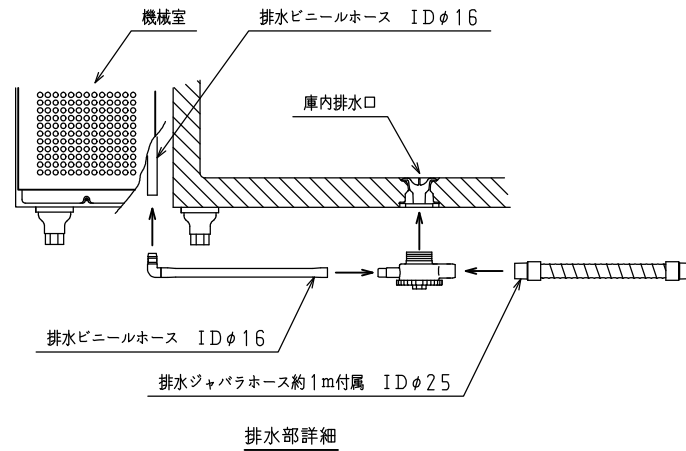 機械室
排水ビニールホース　IDφ16
庫内排水口
排水ビニールホース　IDφ16
排水ジャバラホース約1m付属　IDφ25
排水部詳細